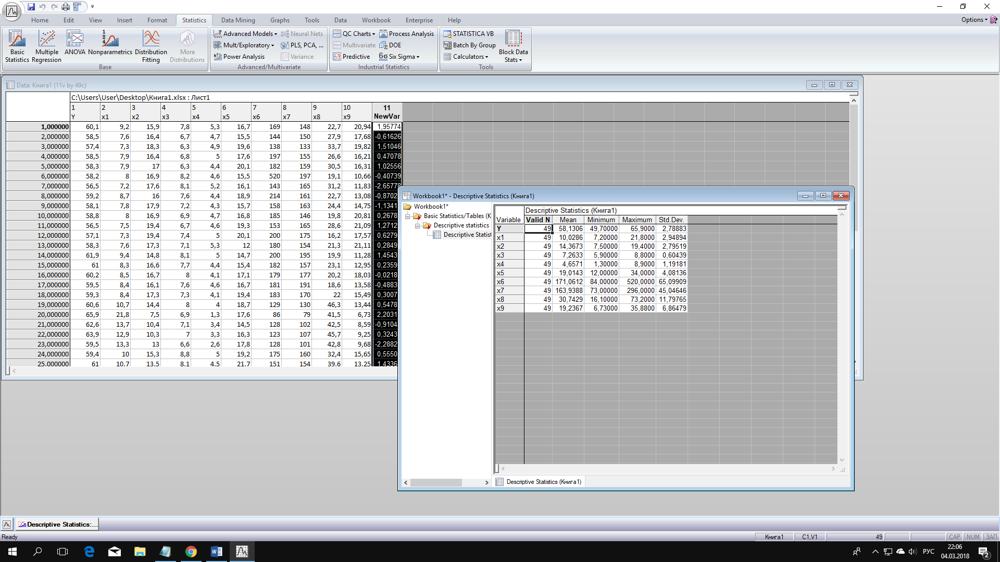 Home Edit View Insert Format Statistics Data Mining Graphs Tools Data Workbook Enterprise Help Options
Basic Statistics
Multiple Regression
ANOVA
Nonparametrics
Distribution Fitting
More Distributions
Base
Advanced Models Neural Nets
Mult/Exploratory PLS, PCA, ...
Power Analysis Variance
Advanced/Multivariate
QC Charts Process Analysis
Multivariate DOE
Predictive 6σ Six Sigma
Industrial Statistics
STATISTICA VB
Batch By Group
Calculators
Block Data Stats
Tools
Data: Книга1 (11v by 49c)
C:\Users\User\Desktop\Книга1.xlsx : Лист1
1 2 3 4 5 6 7 8 9 10 11
Y x1 x2 x3 x4 x5 x6 x7 x8 x9 NewVar
1,000000 60,1 9,2 15,9 7,8 5,3 16,7 169 148 22,7 20,94 1,95774
2,000000 58,5 7,6 16,4 6,7 4,7 15,5 144 150 27,9 17,68 -0,61626
3,000000 57,4 7,3 18,3 6,3 4,9 19,6 138 133 33,7 19,82 1,51046
4,000000 58,5 7,9 16,4 6,8 5 17,6 197 155 26,6 16,21 0,47078
5,000000 58,3 7,9 17 6,3 4,4 20,1 182 159 30,5 16,31 1,02556
6,000000 58,2 8 16,9 8,2 4,6 15,5 520 197 19,1 10,66 -0,40739
7,000000 56,5 7,2 17,6 8,1 5,2 16,1 143 165 31,2 11,83 -2,65778
8,000000 59,2 8,7 16 7,6 4,4 18,9 214 161 22,7 13,08 -0,8702
9,000000 58,1 7,8 17,9 7,2 4,3 15,7 158 163 24,4 14,75 -1,1341
10,000000 58,8 8 16,9 6,9 4,7 16,8 185 146 19,8 20,81 0,2678
11,000000 56,5 7,5 19,4 6,7 4,6 19,3 153 165 28,6 21,09 1,2712
12,000000 57,1 7,3 19,4 7,4 5 20,1 200 175 16,2 17,57 0,6279
13,000000 58,3 7,6 17,3 7,1 5,3 12 180 154 21,3 21,11 0,2849
14,000000 61,9 9,4 14,8 8,1 5 14,7 200 195 19,9 11,28 1,4543
15,000000 61 8,3 16,6 7,7 4,4 15,4 182 157 23,1 12,95 0,2359
16,000000 60,2 8,5 16,7 8 4,1 17,1 179 177 20,2 18,03 -0,0218
17,000000 59,5 8,4 16,1 7,6 4,6 16,7 181 191 18,6 13,58 -0,4883
18,000000 59,3 8,4 17,3 7,3 4,1 19,4 183 170 22 15,49 0,3007
19,000000 60,6 10,7 14,4 8 4 18,7 129 130 46,3 13,44 0,5478
20,000000 65,9 21,8 7,5 6,9 1,3 17,6 86 79 41,5 6,73 2,2031
21,000000 62,6 13,7 10,4 7,1 3,4 14,5 128 102 42,5 8,59 -0,9104
22,000000 63,9 12,9 10,3 7 3,3 16,3 123 107 45,7 9,25 0,3243
23,000000 59,5 13,3 13 6,6 2,6 17,8 128 101 42,8 9,68 -2,2882
24,000000 59,4 10 15,3 8,8 5 19,2 175 160 32,4 15,65 0,5550
25,000000 61 10,7 13,5 8,1 4,5 21,7 151 154 39,6 13,25 1,4336
Workbook1* - Descriptive Statistics (Книга1)
Workbook1*
Basic Statistics/Tables (К
Descriptive statistics
Descriptive Statist
Descriptive Statistics (Книга1)
Variable Valid N Mean Minimum Maximum Std.Dev.
Y 49 58,1306 49,70000 65,9000 2,78883
x1 49 10,0286 7,20000 21,8000 2,94894
x2 49 14,3673 7,50000 19,4000 2,79519
x3 49 7,2633 5,90000 8,8000 0,60439
x4 49 4,6571 1,30000 8,9000 1,19181
x5 49 19,0143 12,00000 34,0000 4,08136
x6 49 171,0612 84,00000 520,0000 65,09909
x7 49 163,9388 73,00000 296,0000 45,04646
x8 49 30,7429 16,10000 73,2000 11,79765
x9 49 19,2367 6,73000 35,8800 6,86479
Descriptive Statistics (Книга1)
Descriptive Statistics:...
Ready Книга1 C1,V1 49 CAP NUM ЗАП
РУС
22:06
04.03.2018
2